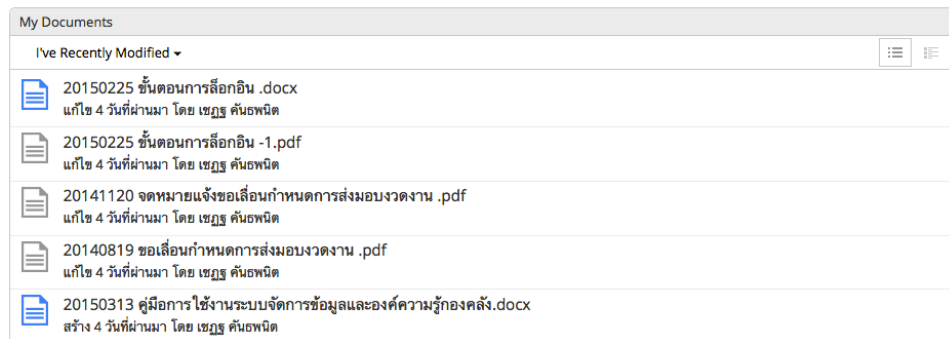 My Documents
I've Recently Modified
20150225 ขั้นตอนการล็อกอิน .docx
แก้ไข 4 วันที่ผ่านมา โดย เชฏฐ คันธพนิต
20150225 ขั้นตอนการล็อกอิน -1.pdf
แก้ไข 4 วันที่ผ่านมา โดย เชฏฐ คันธพนิต
20141120 จดหมายแจ้งขอเลื่อนกำหนดการส่งมอบงวดงาน .pdf
แก้ไข 4 วันที่ผ่านมา โดย เชฏฐ คันธพนิต
20140819 ขอเลื่อนกำหนดการส่งมอบงวดงาน .pdf
แก้ไข 4 วันที่ผ่านมา โดย เชฏฐ คันธพนิต
20150313 คู่มือการใช้งานระบบจัดการข้อมูลและองค์ความรู้กองคลัง.docx
สร้าง 4 วันที่ผ่านมา โดย เชฏฐ คันธพนิต